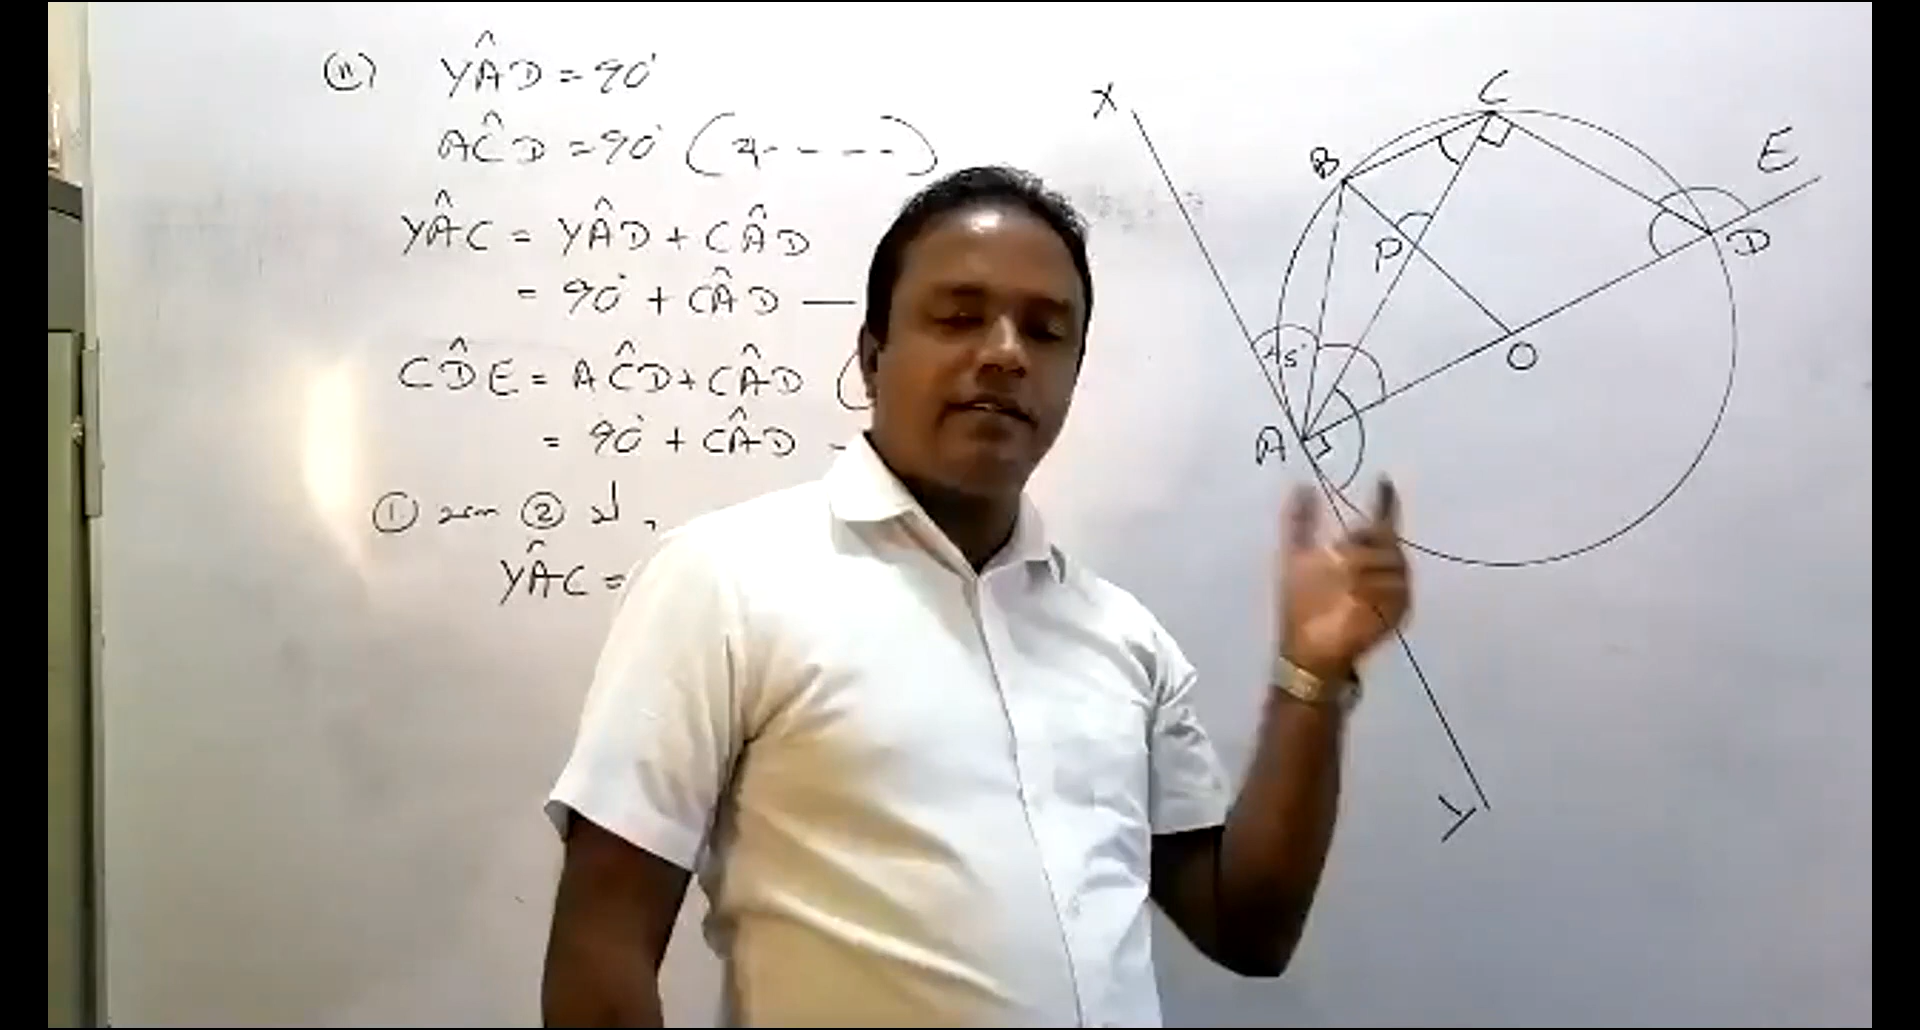 (ii) YÂD = 90°
AĈD = 90° ( - - - - )
YÂC = YÂD + CÂD
= 90° + CÂD —
CD̂E = AĈD + CÂD (
= 90° + CÂD -
① ② ,
YÂC =
X
C
B
E
P
D
O
45°
A
Y